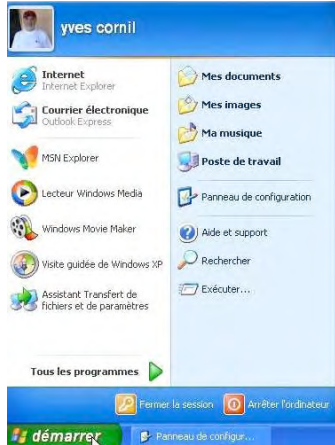 yves cornil
Internet
Internet Explorer
Courrier électronique
Outlook Express
MSN Explorer
Lecteur Windows Media
Windows Movie Maker
Visite guidée de Windows XP
Assistant Transfert de
fichiers et de paramètres
Tous les programmes
Mes documents
Mes images
Ma musique
Poste de travail
Panneau de configuration
Aide et support
Rechercher
Exécuter...
Fermer la session
Arrêter l'ordinateur
démarrer
Panneau de configur...